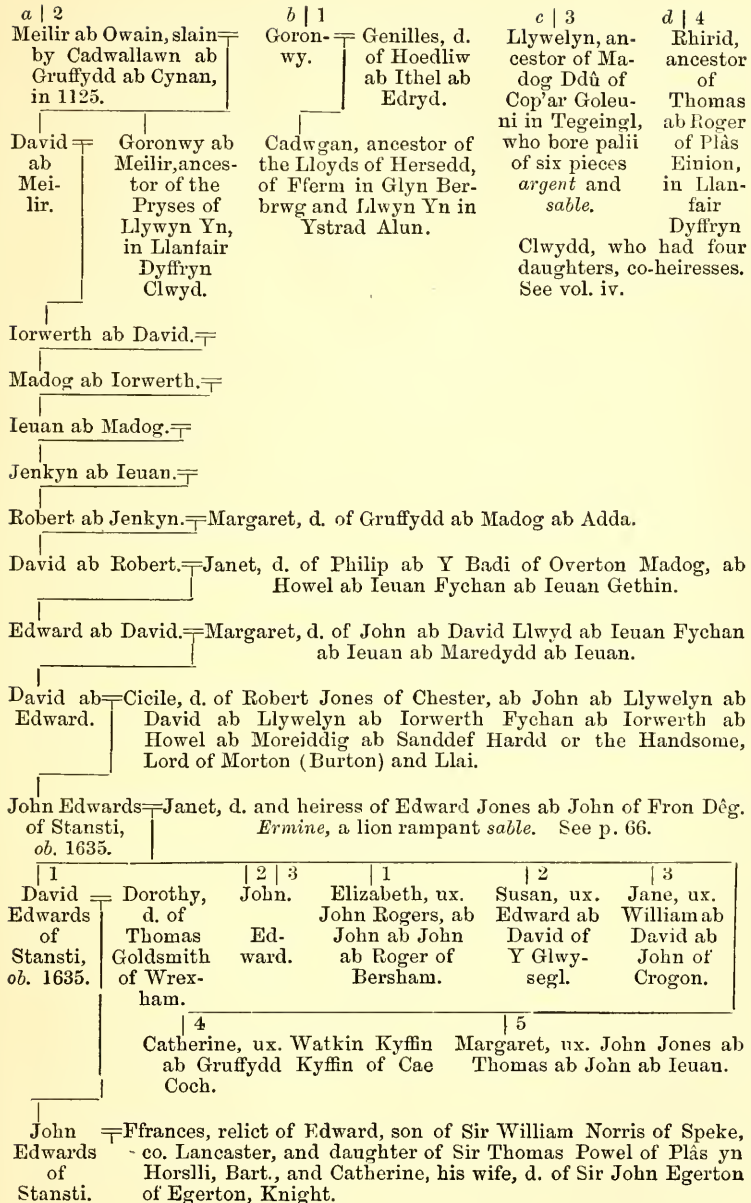 a | 2
Meilir ab Owain, slain
by Cadwallawn ab
Gruffydd ab Cynan,
in 1125.
b | 1
Goron-
wy.
Genilles, d.
of Hoedliw
ab Ithel ab
Edryd.
c | 3
Llywelyn, an-
cestor of Ma-
dog Ddû of
Cop'ar Goleu-
ni in Tegeingl,
who bore palii
of six pieces
argent and
sable.
d | 4
Rhirid,
ancestor
of
Thomas
ab Roger
of Plâs
Einion,
in Llan-
fair
Dyffryn
Clwydd, who had four
daughters, co-heiresses.
See vol. iv.
David
ab
Mei-
lir.
Goronwy ab
Meilir,ances-
tor of the
Pryses of
Llywyn Yn,
in Llanfair
Dyffryn
Clwyd.
Cadwgan, ancestor of
the Lloyds of Hersedd,
of Fferm in Glyn Ber-
brwg and Llwyn Yn in
Ystrad Alun.
Iorwerth ab David.
Madog ab Iorwerth.
Ieuan ab Madog.
Jenkyn ab Ieuan.
Robert ab Jenkyn. Margaret, d. of Gruffydd ab Madog ab Adda.
David ab Robert. Janet, d. of Philip ab Y Badi of Overton Madog, ab
Howel ab Ieuan Fychan ab Ieuan Gethin.
Edward ab David. Margaret, d. of John ab David Llwyd ab Ieuan Fychan
ab Ieuan ab Maredydd ab Ieuan.
David ab Cicile, d. of Robert Jones of Chester, ab John ab Llywelyn ab
Edward. David ab Llywelyn ab Iorwerth Fychan ab Iorwerth ab
Howel ab Moreiddig ab Sanddef Hardd or the Handsome,
Lord of Morton (Burton) and Llai.
John Edwards Janet, d. and heiress of Edward Jones ab John of Fron Dêg.
of Stansti, Ermine, a lion rampant sable. See p. 66.
ob. 1635.
| 1
David
Edwards
of
Stansti,
ob. 1635.
Dorothy,
d. of
Thomas
Goldsmith
of Wrex-
ham.
| 2 | 3
John.
Ed-
ward.
| 1
Elizabeth, ux.
John Rogers, ab
John ab John
ab Roger of
Bersham.
| 2
Susan, ux.
Edward ab
David of
Y Glwy-
segl.
| 3
Jane, ux.
William ab
David ab
John of
Crogon.
| 4
Catherine, ux. Watkin Kyffin
ab Gruffydd Kyffin of Cae
Coch.
| 5
Margaret, ux. John Jones ab
Thomas ab John ab Ieuan.
John
Edwards
of
Stansti.
Ffrances, relict of Edward, son of Sir William Norris of Speke,
co. Lancaster, and daughter of Sir Thomas Powel of Plâs yn
Horslli, Bart., and Catherine, his wife, d. of Sir John Egerton
of Egerton, Knight.